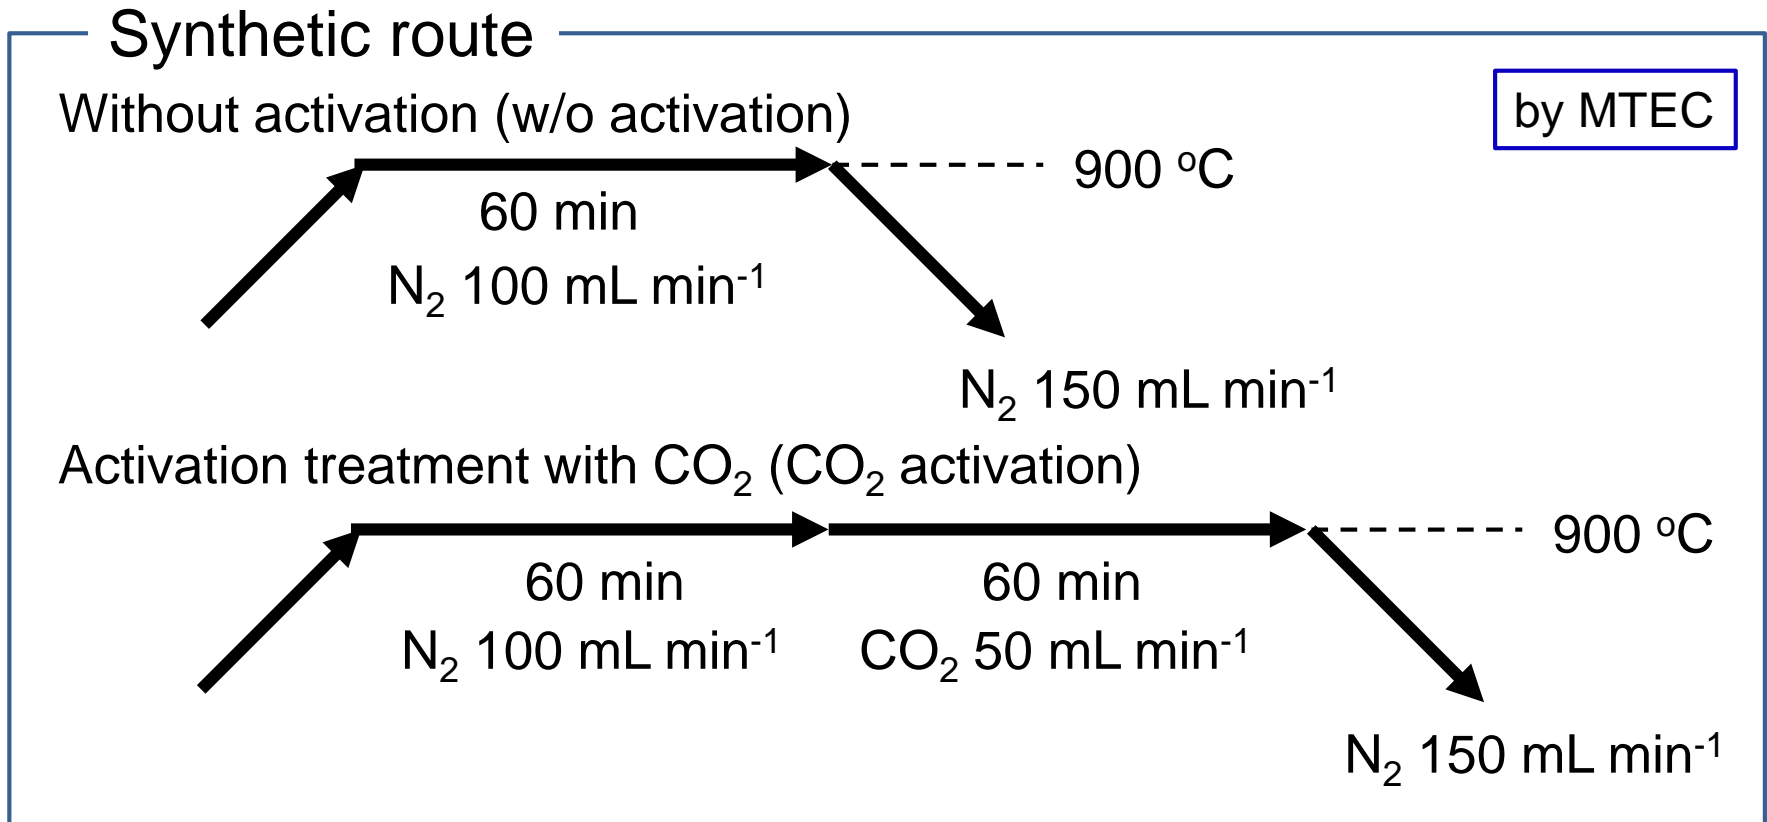 Synthetic route
by MTEC
Without activation (w/o activation)
900 °C
60 min
N₂ 100 mL min⁻¹
N₂ 150 mL min⁻¹
Activation treatment with CO₂ (CO₂ activation)
900 °C
60 min 60 min
N₂ 100 mL min⁻¹ CO₂ 50 mL min⁻¹
N₂ 150 mL min⁻¹